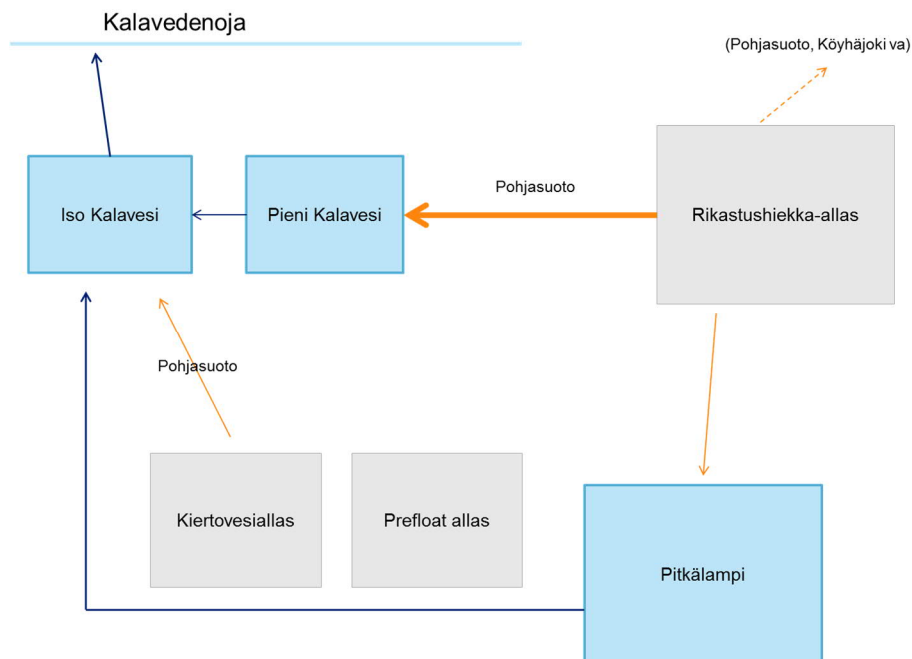 Kalavedenoja
(Pohjasuoto, Köyhäjoki va)
Iso Kalavesi
Pieni Kalavesi
Pohjasuoto
Rikastushiekka-allas
Pohjasuoto
Kiertovesiallas
Prefloat allas
Pitkälampi